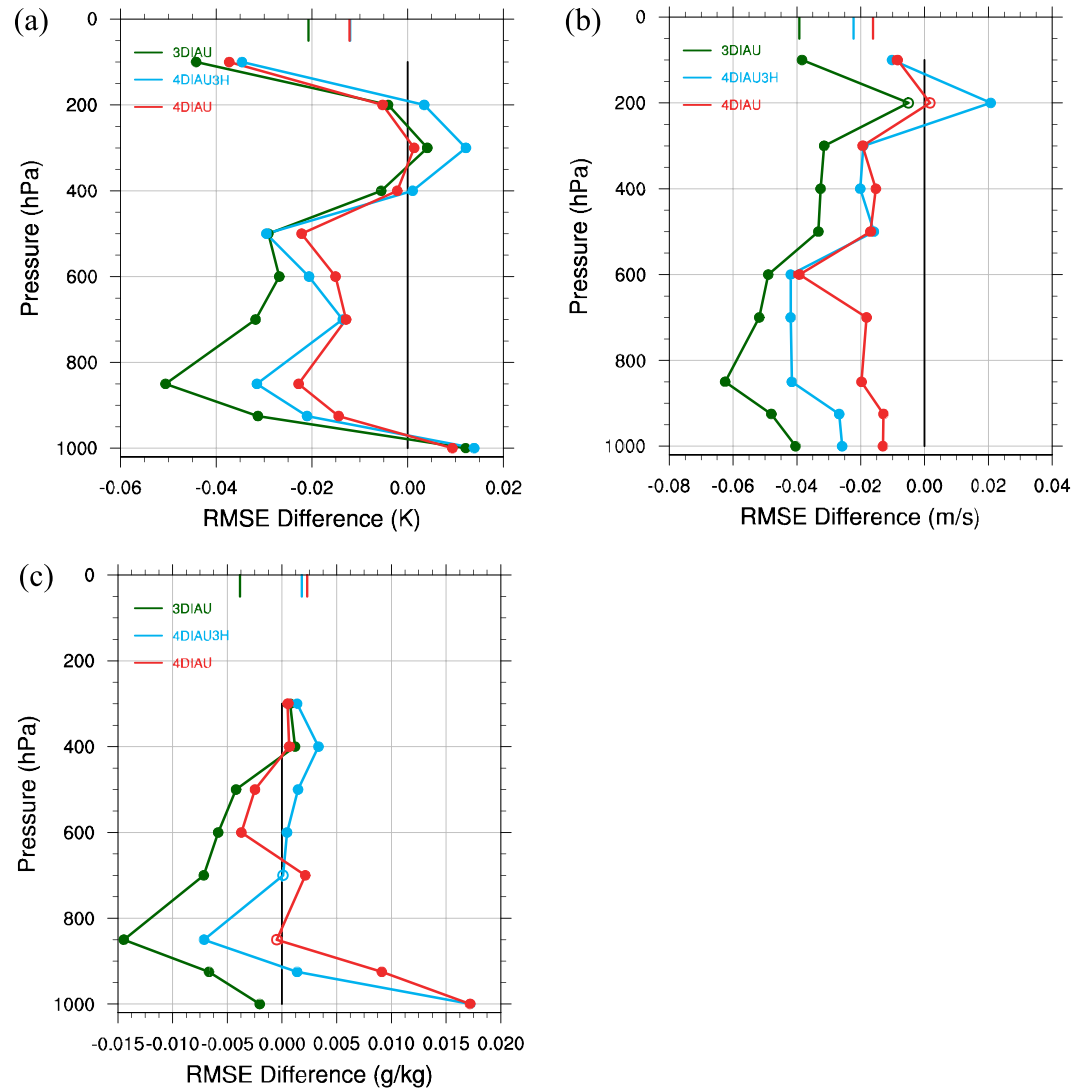 (a)
0
200
400
600
800
1000
Pressure (hPa)
3DIAU
4DIAU3H
4DIAU
-0.06 -0.04 -0.02 0.00 0.02
RMSE Difference (K)
(b)
0
200
400
600
800
1000
Pressure (hPa)
3DIAU
4DIAU3H
4DIAU
-0.08 -0.06 -0.04 -0.02 0.00 0.02 0.04
RMSE Difference (m/s)
(c)
0
200
400
600
800
1000
Pressure (hPa)
3DIAU
4DIAU3H
4DIAU
-0.015 -0.010 -0.005 0.000 0.005 0.010 0.015 0.020
RMSE Difference (g/kg)